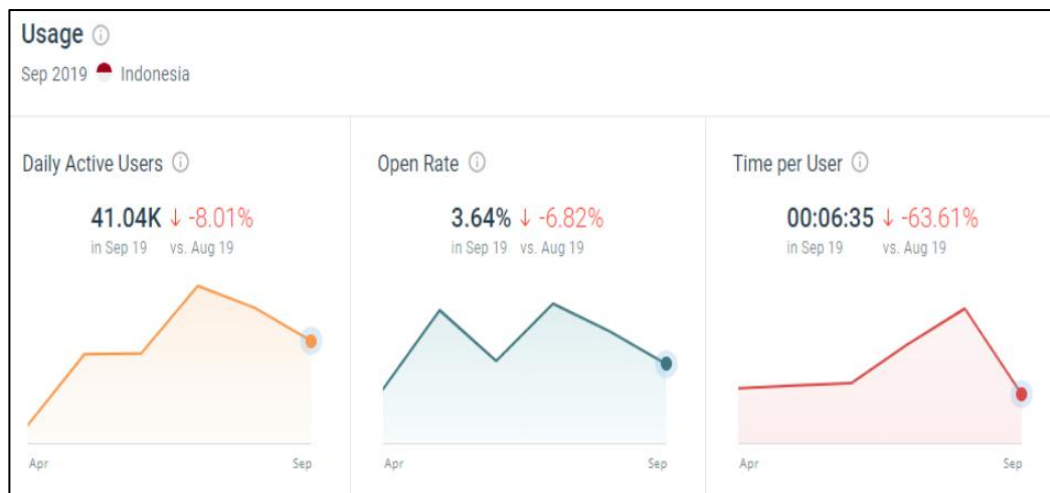 Usage
Sep 2019 Indonesia
Daily Active Users
41.04K ↓ -8.01%
in Sep 19 vs. Aug 19
Apr Sep
Open Rate
3.64% ↓ -6.82%
in Sep 19 vs. Aug 19
Apr Sep
Time per User
00:06:35 ↓ -63.61%
in Sep 19 vs. Aug 19
Apr Sep